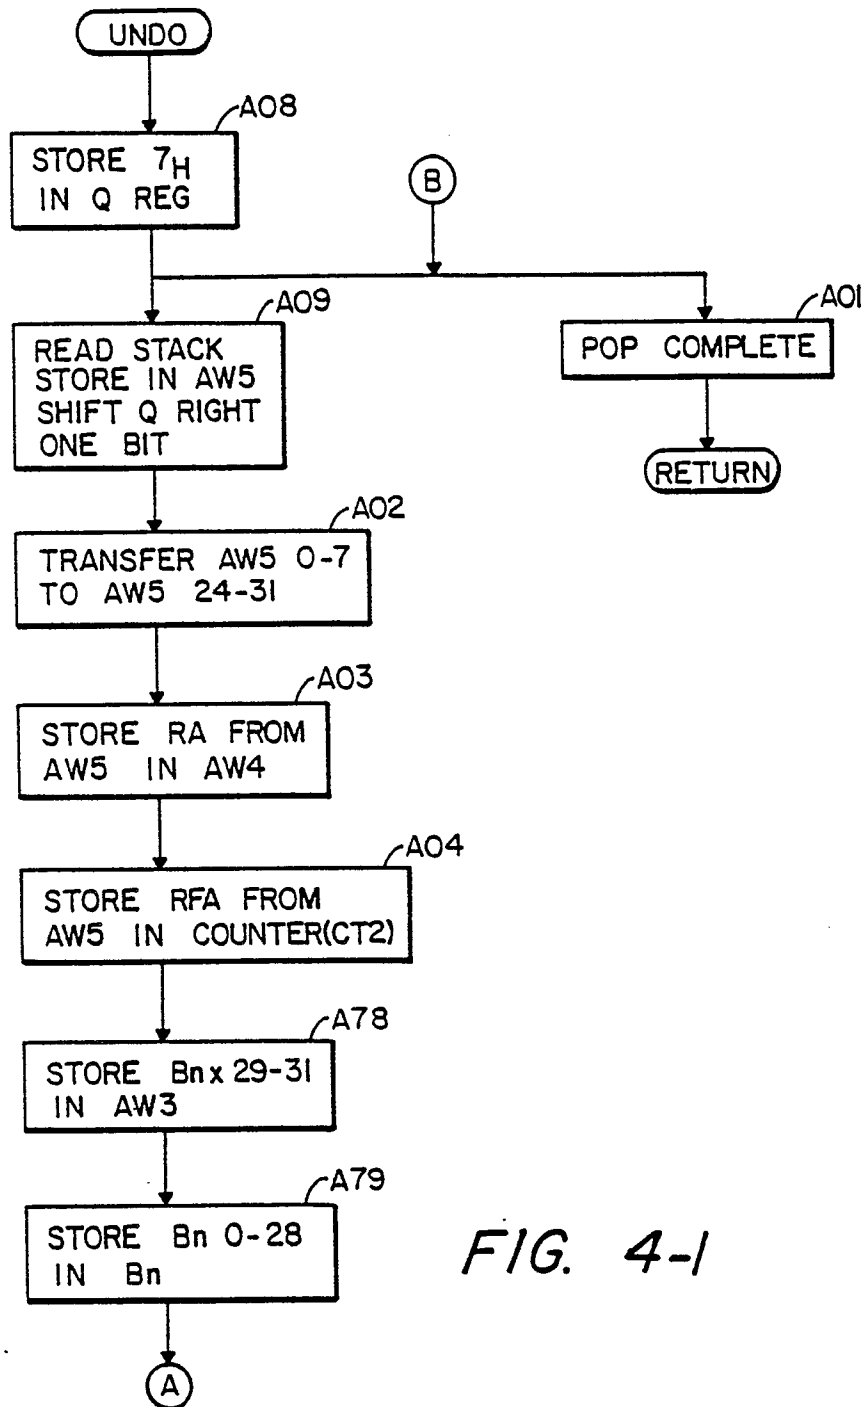 UNDO
A08
STORE 7H
IN Q REG
B
A09
READ STACK
STORE IN AW5
SHIFT Q RIGHT
ONE BIT
A01
POP COMPLETE
RETURN
A02
TRANSFER AW5 0-7
TO AW5 24-31
A03
STORE RA FROM
AW5 IN AW4
A04
STORE RFA FROM
AW5 IN COUNTER(CT2)
A78
STORE Bn x 29-31
IN AW3
A79
STORE Bn 0-28
IN Bn
A
FIG. 4-1